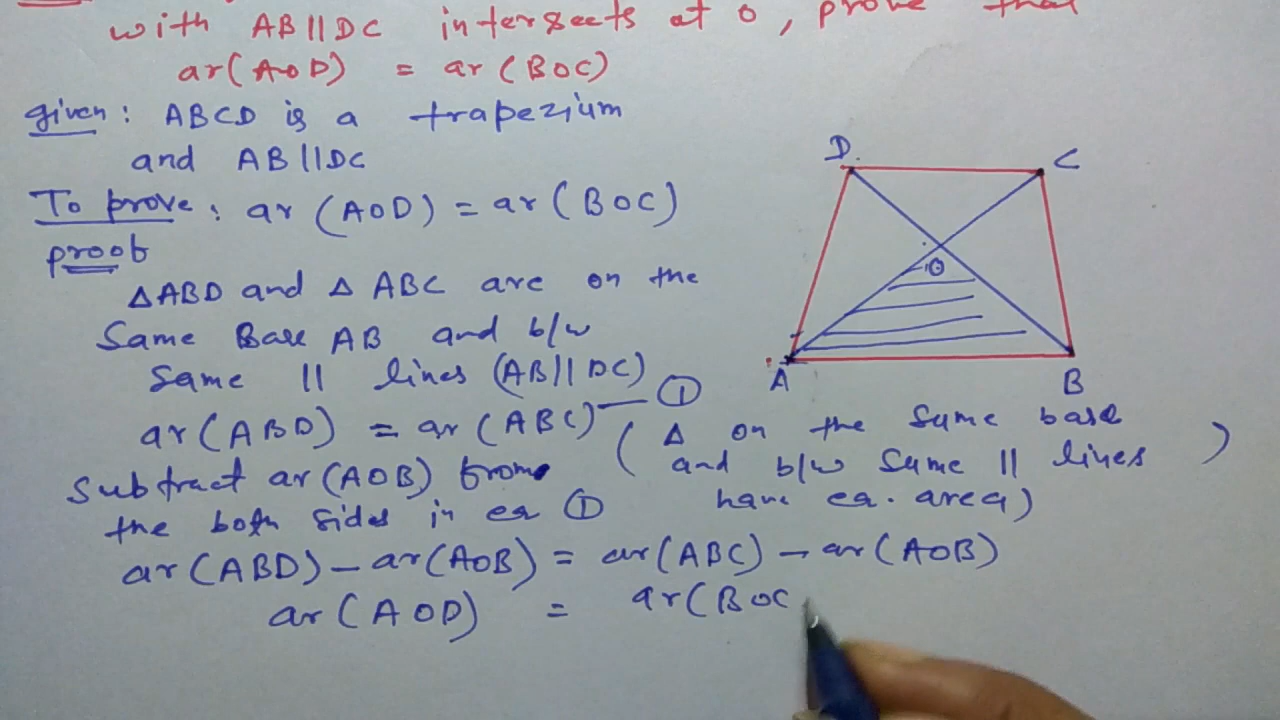 with AB||DC intersects at O, prove that
ar(AOD) = ar(BOC)
given: ABCD is a trapezium
and AB||DC
To prove: ar(AOD) = ar(BOC)
proof
△ABD and △ABC are on the
Same Base AB and b/w
Same || lines (AB||DC)
ar(ABD) = ar(ABC) — ①
(△ on the same base
and b/w same || lines
have eq. area)
Subtract ar(AOB) from
the both sides in eq ①
ar(ABD) – ar(AOB) = ar(ABC) – ar(AOB)
ar(AOD) = ar(BOC
D
C
O
A
B